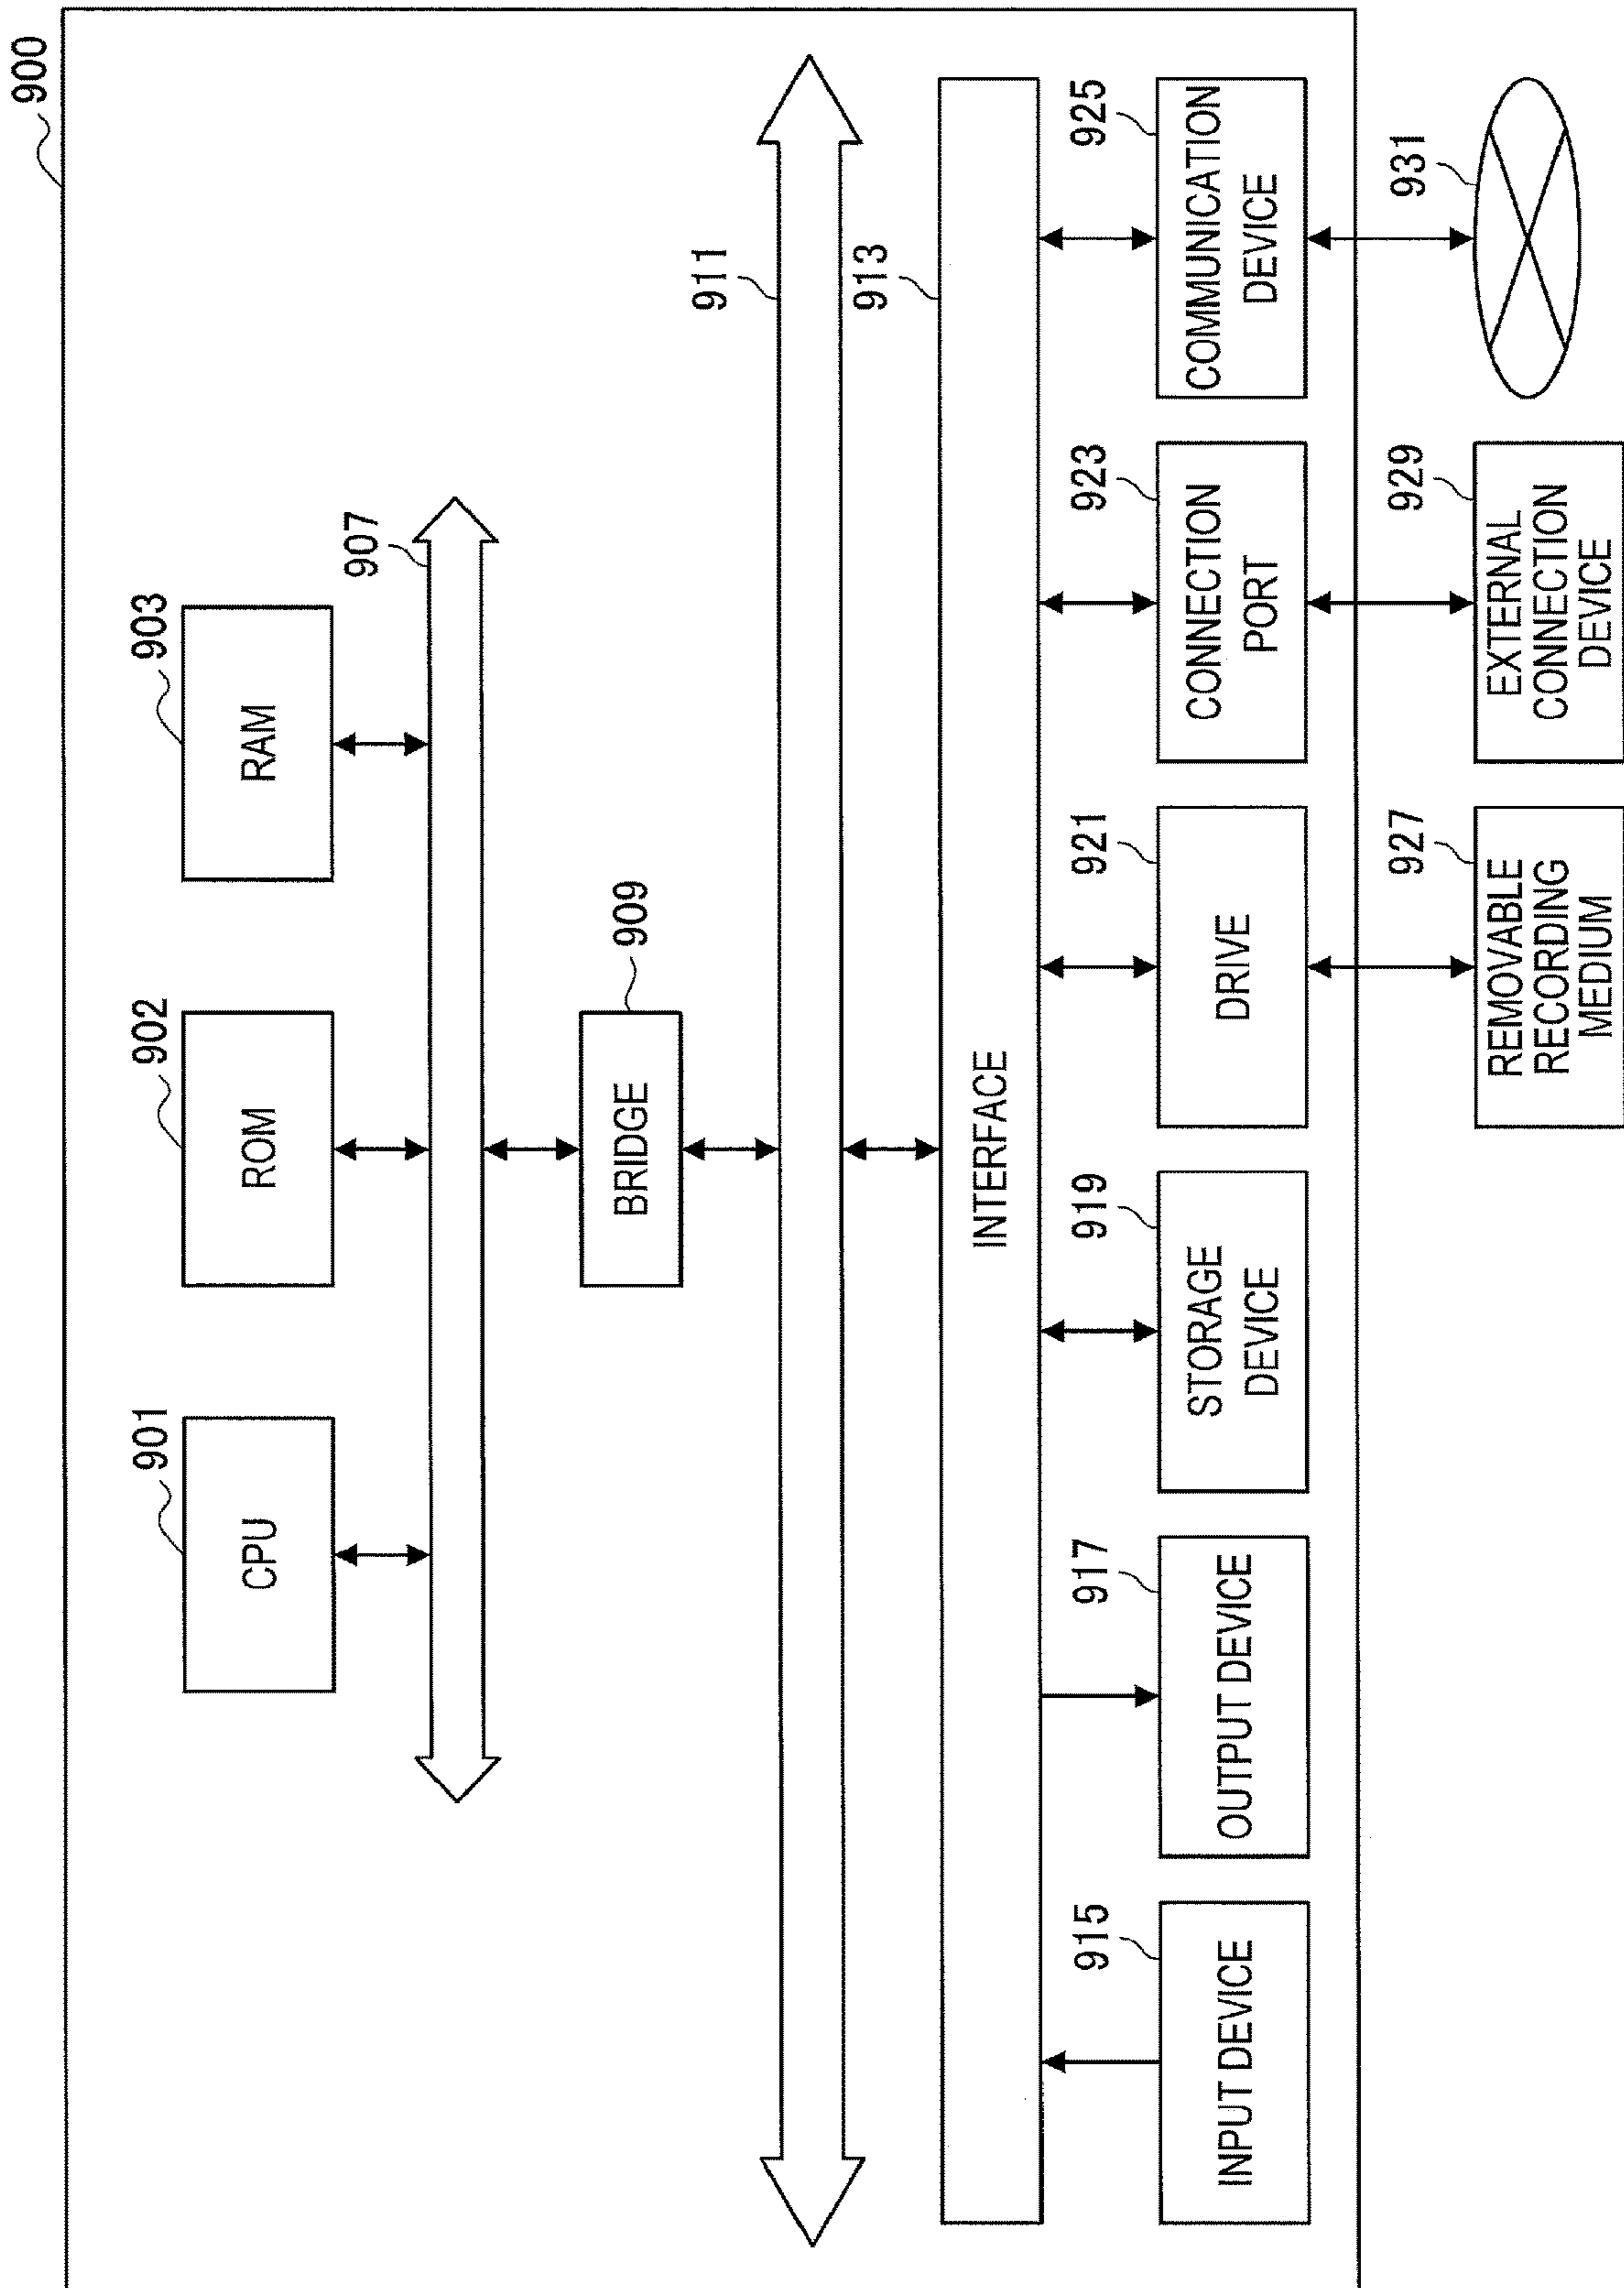 900
901
902
903
CPU
ROM
RAM
907
909
BRIDGE
911
913
INTERFACE
915
917
919
921
923
925
INPUT DEVICE
OUTPUT DEVICE
STORAGE
DEVICE
DRIVE
CONNECTION
PORT
COMMUNICATION
DEVICE
927
929
931
REMOVABLE
RECORDING
MEDIUM
EXTERNAL
CONNECTION
DEVICE